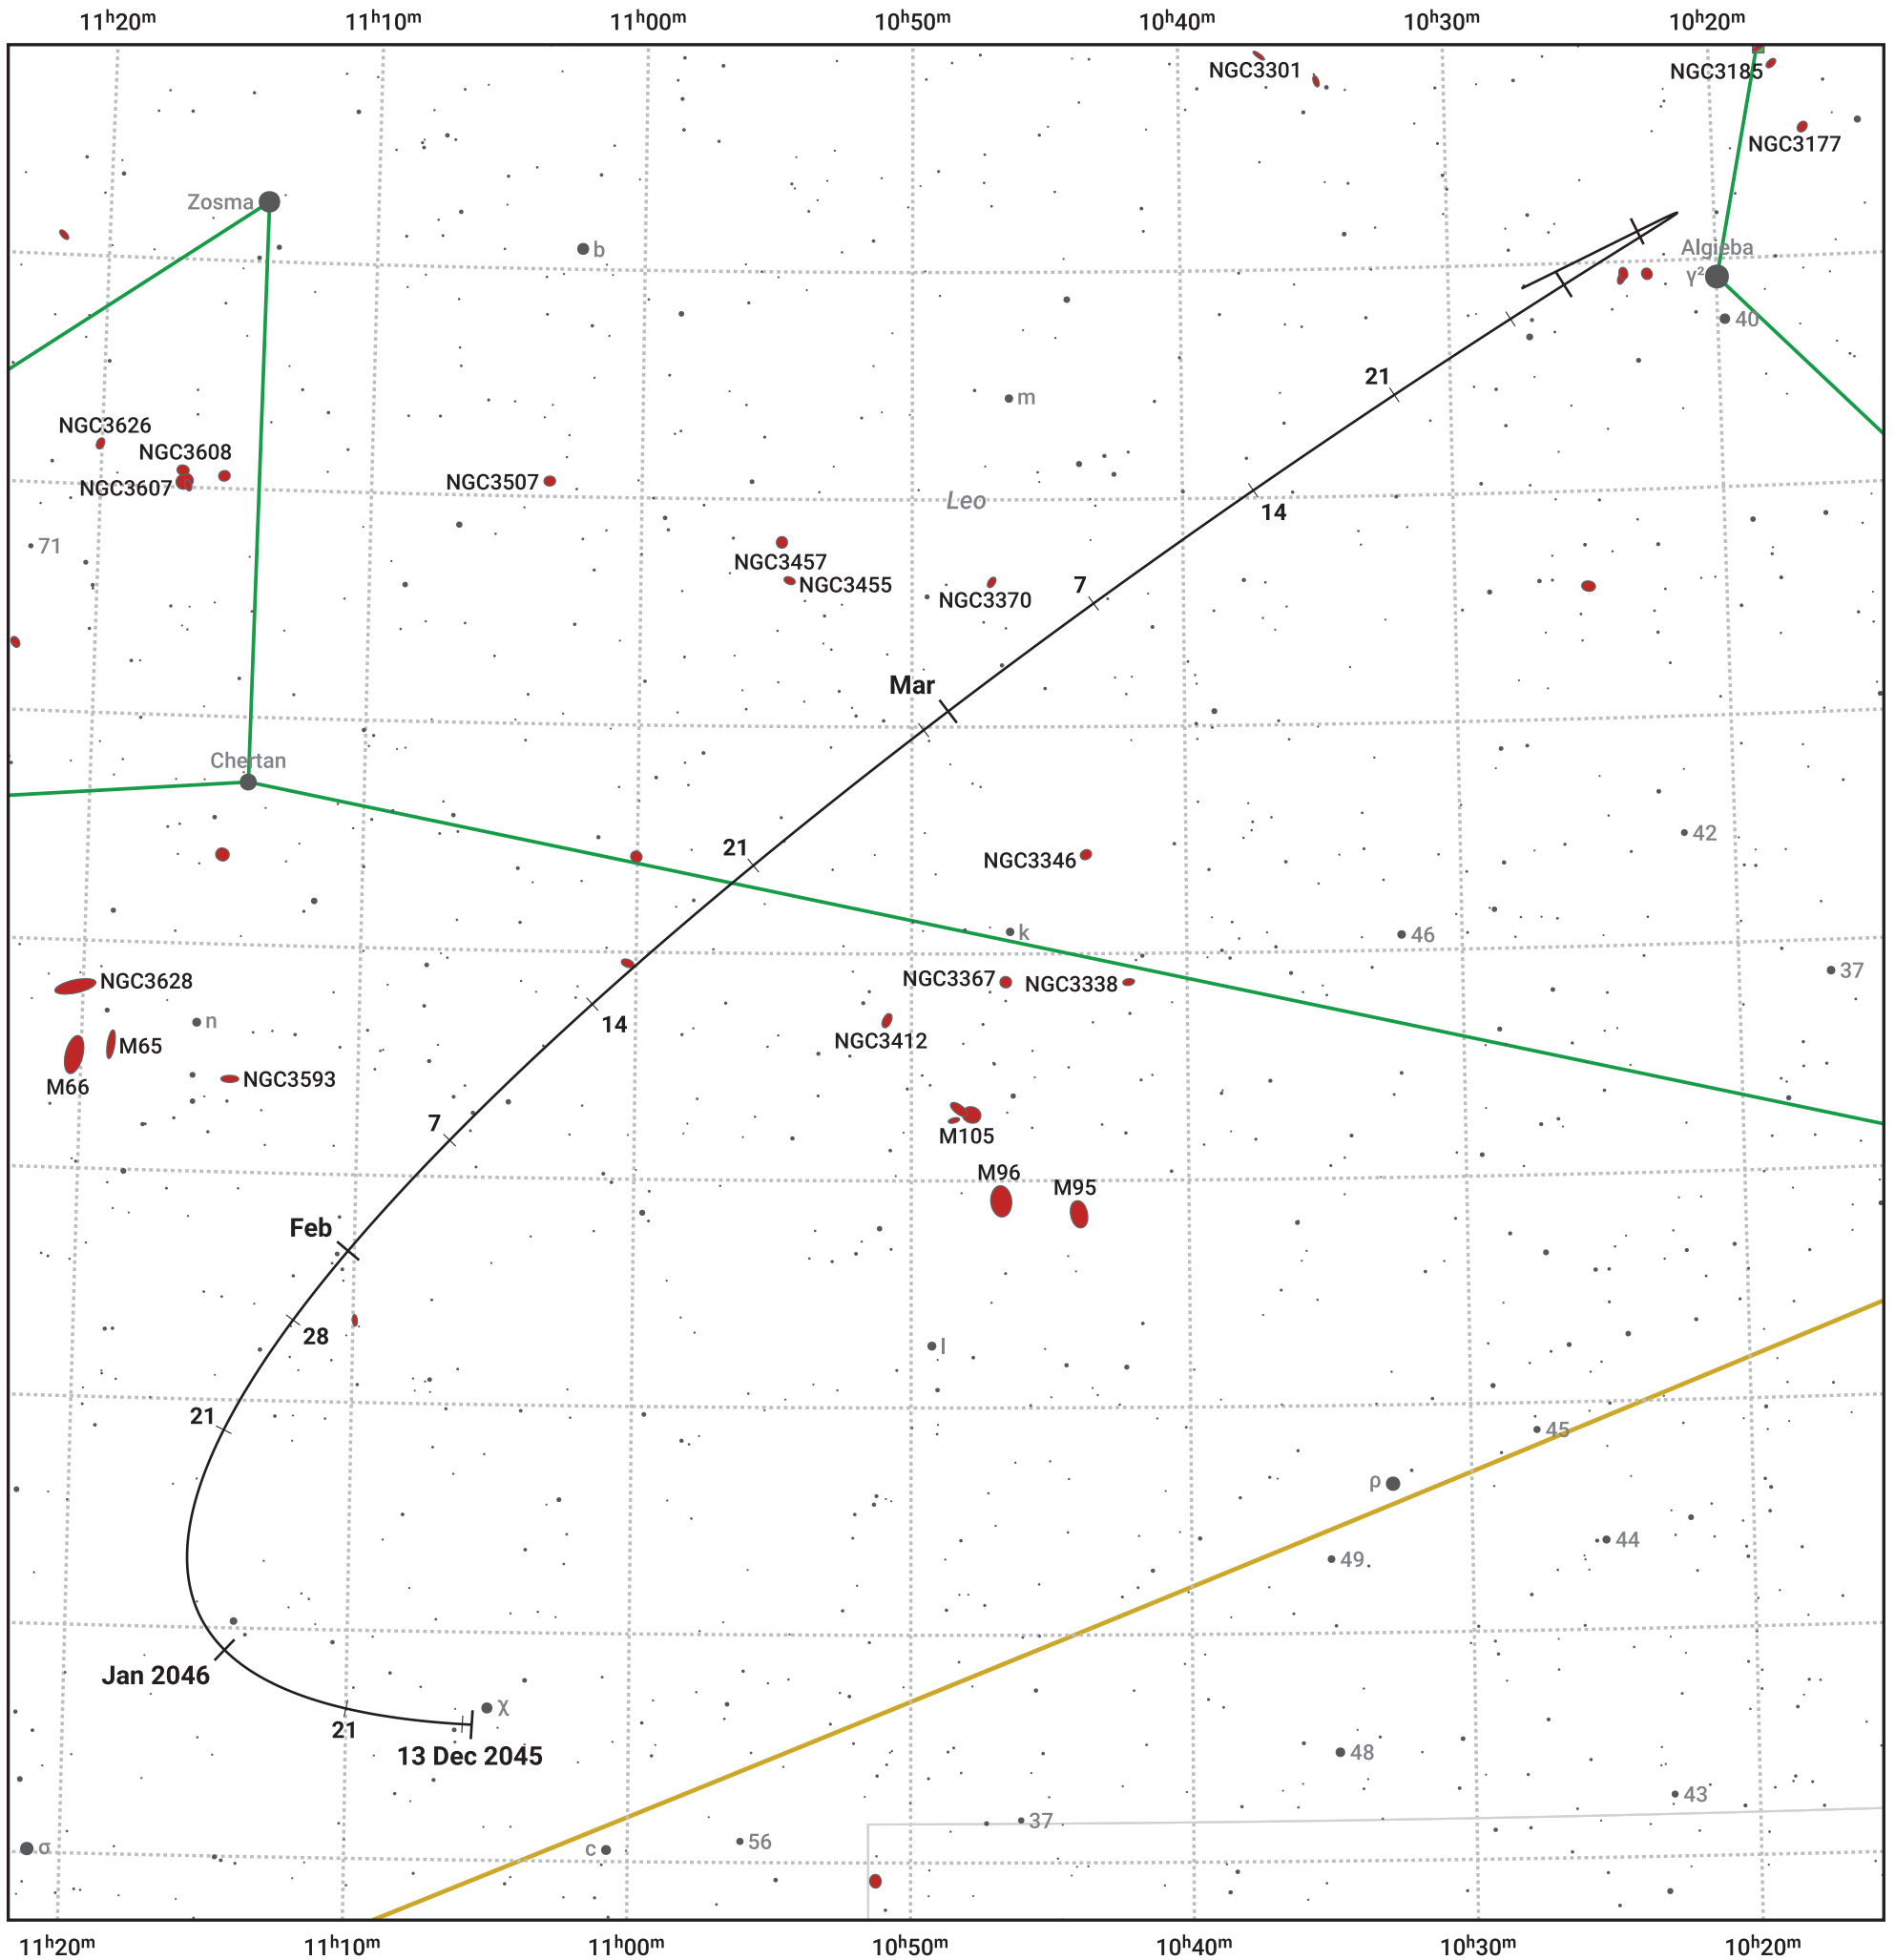 11ʰ20ᵐ 11ʰ10ᵐ 11ʰ00ᵐ 10ʰ50ᵐ 10ʰ40ᵐ 10ʰ30ᵐ 10ʰ20ᵐ
NGC3301
NGC3185
NGC3177
Zosma
b
Algieba
γ²
40
m
21
NGC3626
NGC3608
NGC3607
NGC3507
Leo
14
71
NGC3457
NGC3455
NGC3370
7
Mar
Chertan
42
21
NGC3346
k
46
37
NGC3628
NGC3367
NGC3338
n
14
NGC3412
M65
M66
NGC3593
7
M105
M96
M95
Feb
28
l
21
45
ρ
44
49
Jan 2046
χ
21
13 Dec 2045
48
43
37
σ
c
56
11ʰ20ᵐ 11ʰ10ᵐ 11ʰ00ᵐ 10ʰ50ᵐ 10ʰ40ᵐ 10ʰ30ᵐ 10ʰ20ᵐ